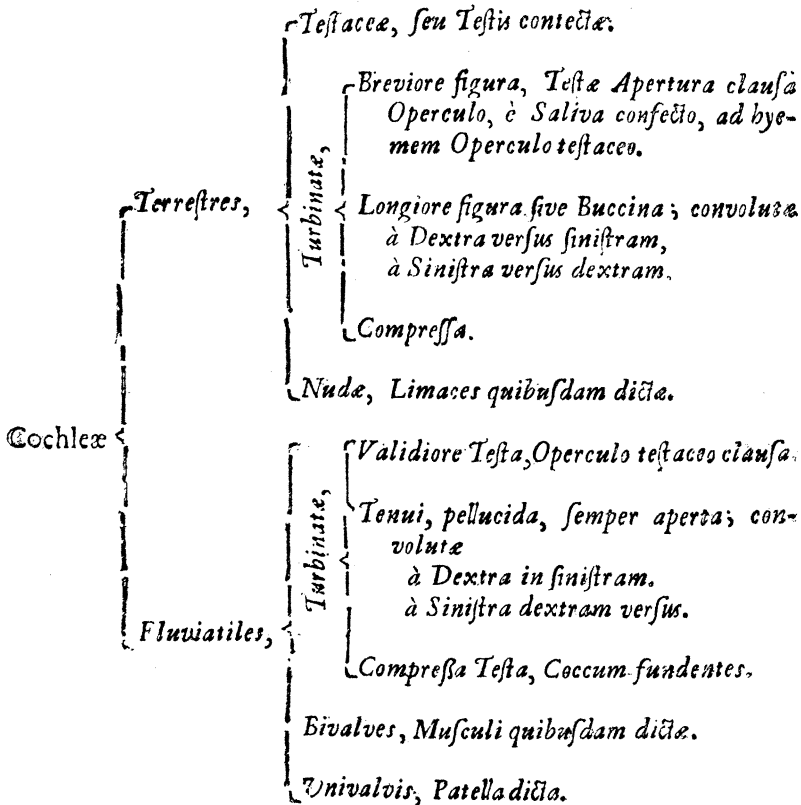 Teſtaceæ, ſeu Teſtis contectæ.
Breviore figura, Teſtæ Apertura clauſa
Operculo, è Saliva confecto, ad hye-
mem Operculo teſtaceo.
Turbinatæ,
Terreſtres,
Longiore figura ſive Buccina; convolutæ
à Dextra verſus ſiniſtram,
à Siniſtra verſus dextram.
Compreſſa.
Nudæ, Limaces quibuſdam dictæ.
Cochleæ
Validiore Teſta, Operculo teſtaceo clauſa.
Turbinatæ,
Tenui, pellucida, ſemper aperta; con-
volutæ
à Dextra in ſiniſtram.
à Siniſtra dextram verſus.
Fluviatiles,
Compreßa Teſta, Coccum fundentes.
Bivalves, Muſculi quibuſdam dictæ.
Univalvis, Patella dicta.